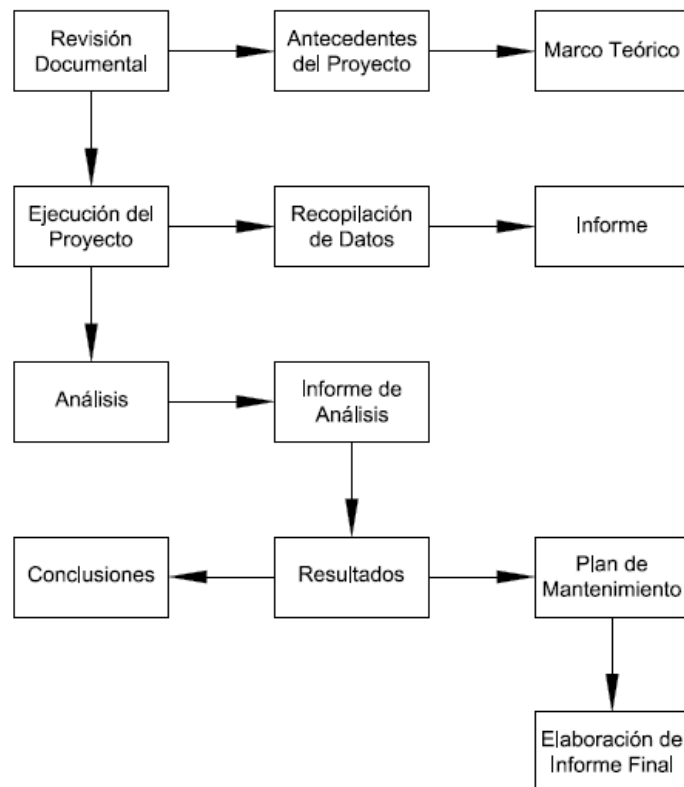 Revisión
Documental
Antecedentes
del Proyecto
Marco Teórico
Ejecución del
Proyecto
Recopilación
de Datos
Informe
Análisis
Informe de
Análisis
Conclusiones
Resultados
Plan de
Mantenimiento
Elaboración de
Informe Final